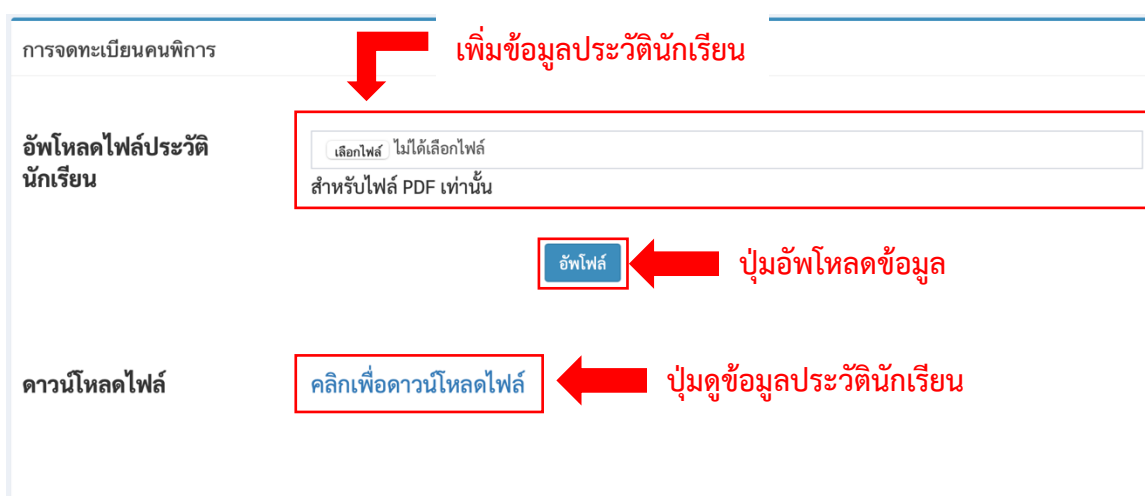 การจดทะเบียนคนพิการ
เพิ่มข้อมูลประวัตินักเรียน
อัพโหลดไฟล์ประวัติ
นักเรียน
เลือกไฟล์ ไม่ได้เลือกไฟล์
สำหรับไฟล์ PDF เท่านั้น
อัพโฟล์
ปุ่มอัพโหลดข้อมูล
ดาวน์โหลดไฟล์
คลิกเพื่อดาวน์โหลดไฟล์
ปุ่มดูข้อมูลประวัตินักเรียน